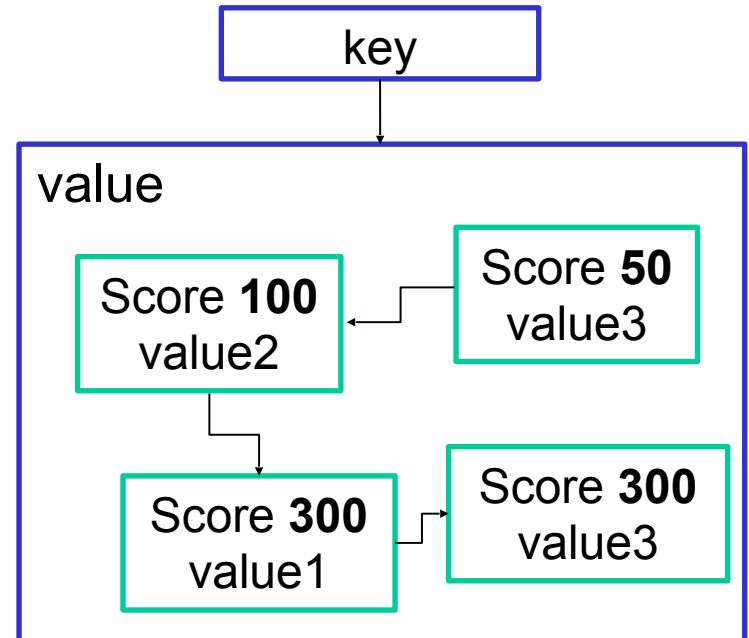 key
value
Score 100
value2
Score 50
value3
Score 300
value1
Score 300
value3